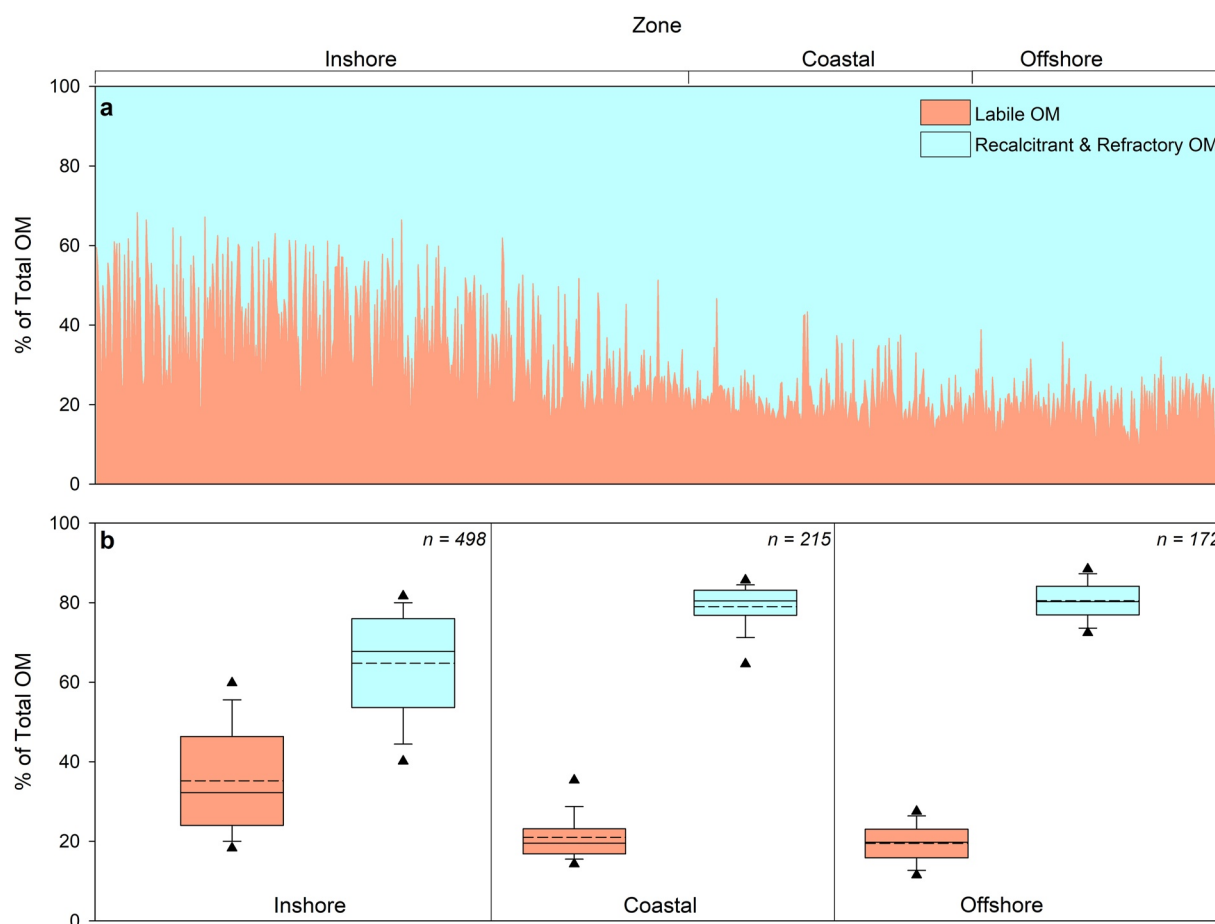 Zone
Inshore Coastal Offshore
a
Labile OM
Recalcitrant & Refractory OM
100
80
60
40
20
0
% of Total OM
b
n = 498
n = 215
n = 172
100
80
60
40
20
0
% of Total OM
Inshore Coastal Offshore